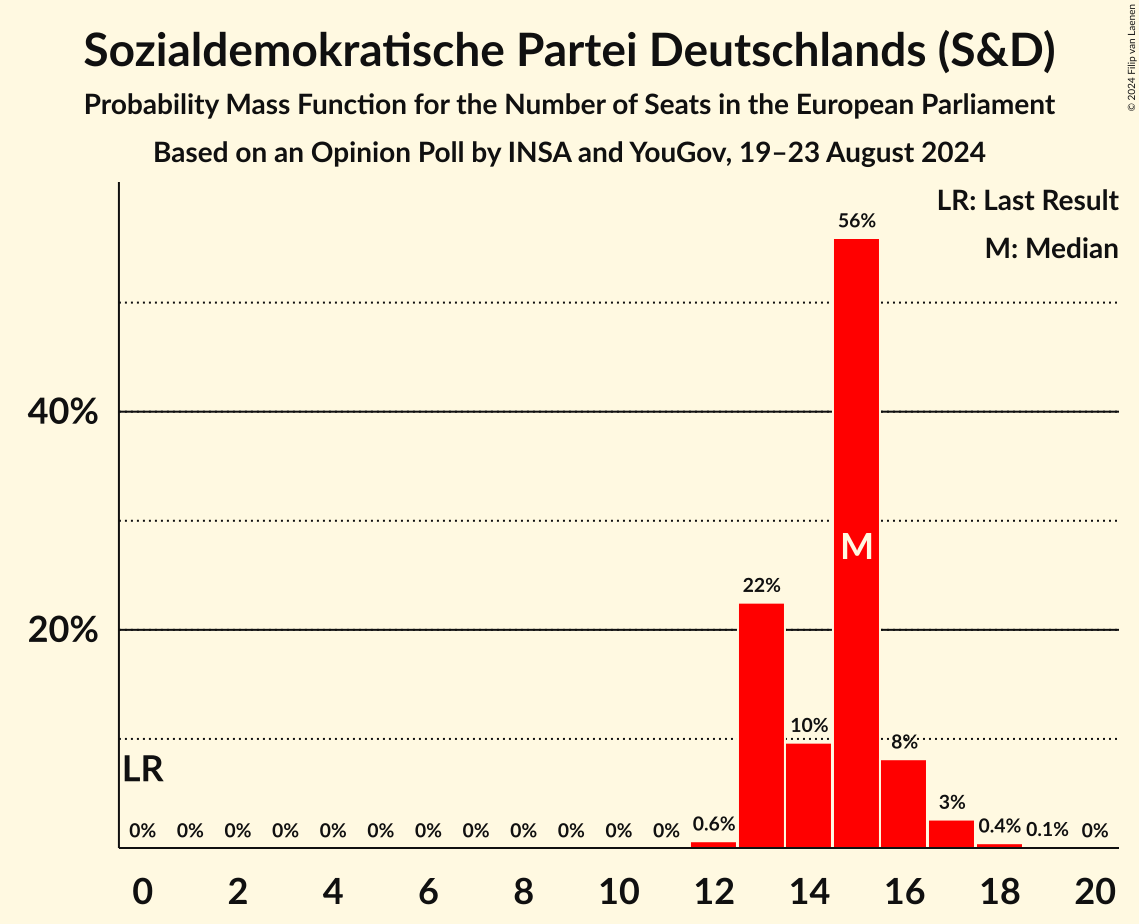 Sozialdemokratische Partei Deutschlands (S&D)
Probability Mass Function for the Number of Seats in the European Parliament
Based on an Opinion Poll by INSA and YouGov, 19–23 August 2024
© 2024 Filip van Laenen
LR: Last Result
M: Median
56%
40%
M
22%
20%
10%
8%
LR
3%
0% 0% 0% 0% 0% 0% 0% 0% 0% 0% 0% 0% 0.6% 0.4% 0.1% 0%
0 2 4 6 8 10 12 14 16 18 20